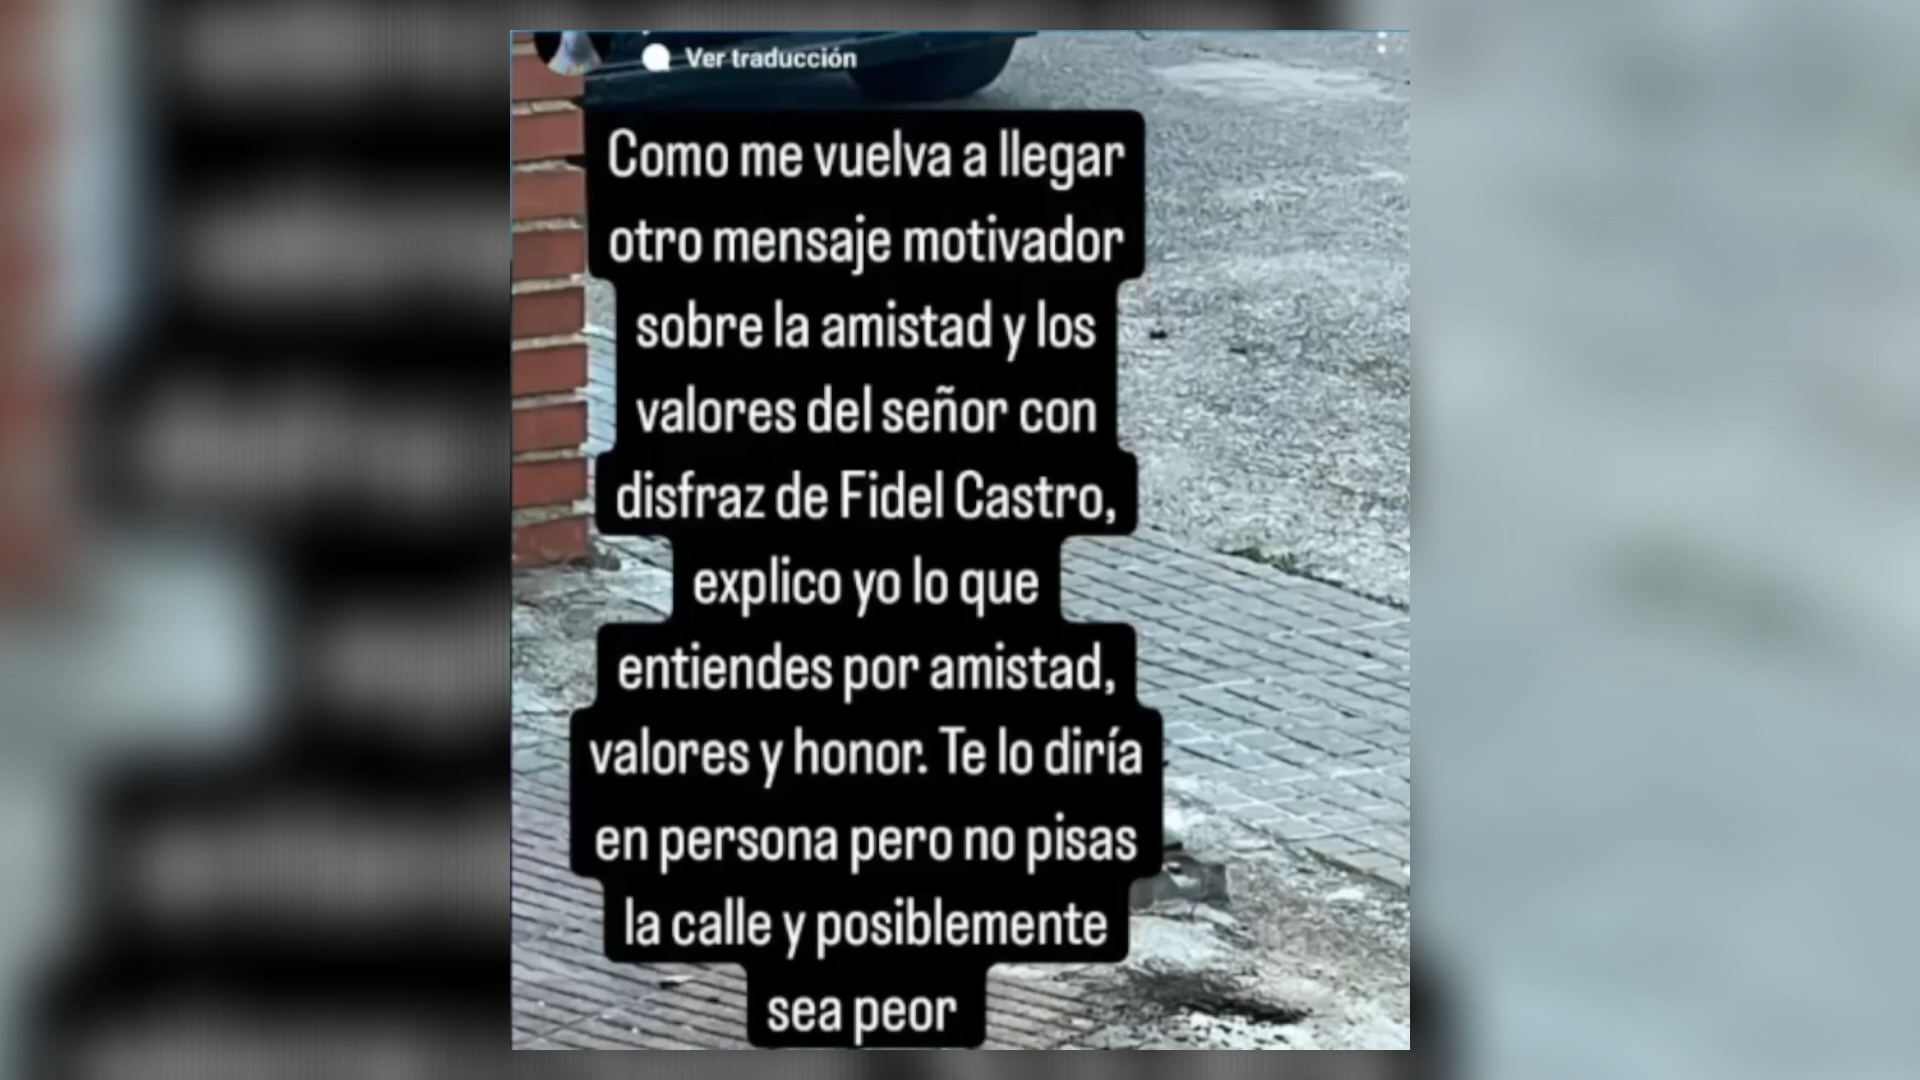 Ver traducción
Como me vuelva a llegar
otro mensaje motivador
sobre la amistad y los
valores del señor con
disfraz de Fidel Castro,
explico yo lo que
entiendes por amistad,
valores y honor. Te lo diría
en persona pero no pisas
la calle y posiblemente
sea peor